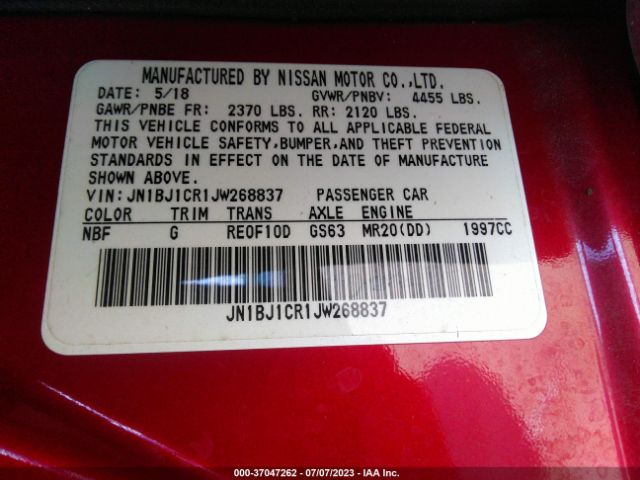 MANUFACTURED BY NISSAN MOTOR CO.,LTD.
DATE: 5/18 GVWR/PNBV: 4455 LBS.
GAWR/PNBE FR: 2370 LBS. RR: 2120 LBS.
THIS VEHICLE CONFORMS TO ALL APPLICABLE FEDERAL
MOTOR VEHICLE SAFETY,BUMPER,AND THEFT PREVENTION
STANDARDS IN EFFECT ON THE DATE OF MANUFACTURE
SHOWN ABOVE.
VIN: JN1BJ1CR1JW268837 PASSENGER CAR
COLOR TRIM TRANS AXLE ENGINE
NBF G RE0F10D GS63 MR20(DD) 1997CC
JN1BJ1CR1JW268837
000-37047262 - 07/07/2023 - IAA Inc.